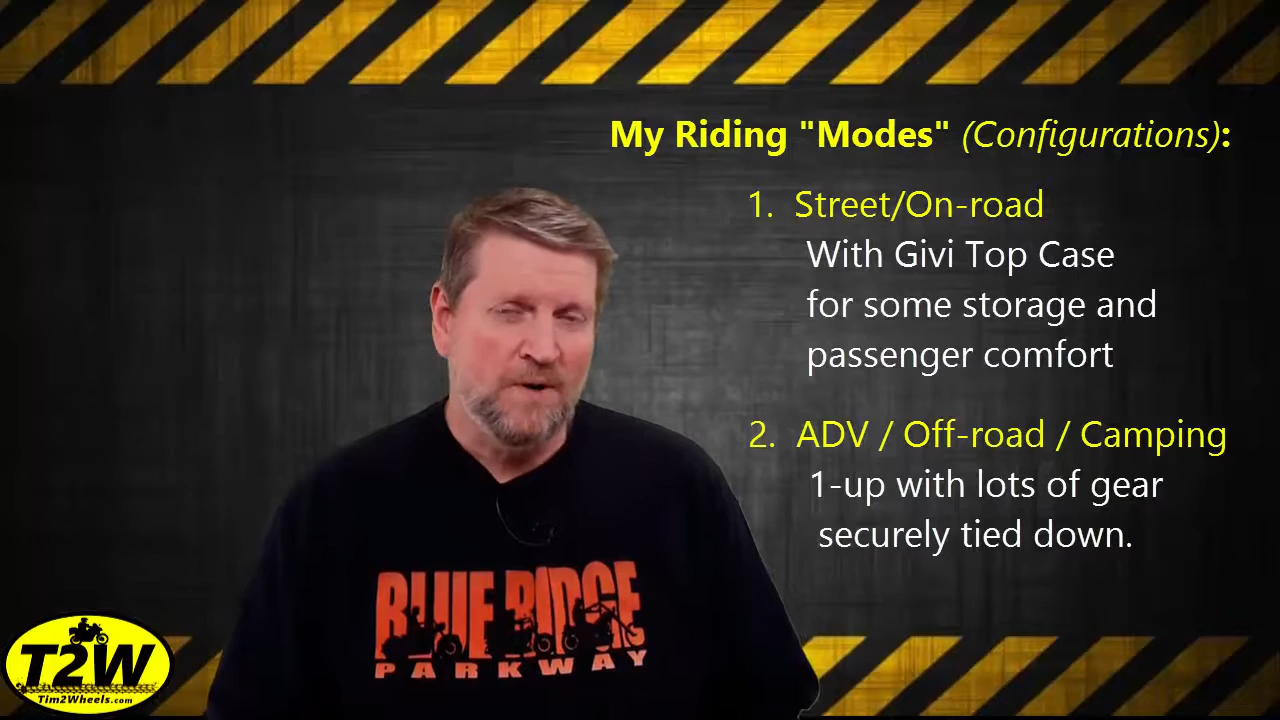 My Riding "Modes" (Configurations):
1. Street/On-road
With Givi Top Case
for some storage and
passenger comfort
2. ADV / Off-road / Camping
1-up with lots of gear
securely tied down.
BLUE RIDGE
PARKWAY
T2W
Tim2Wheels.com